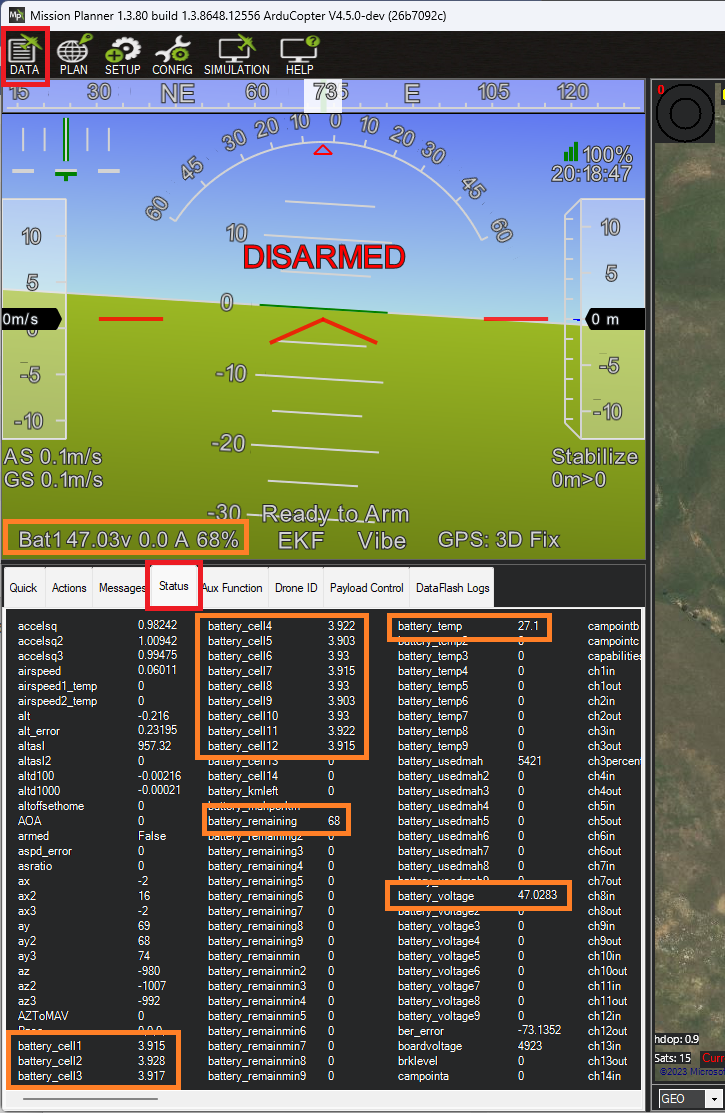 Mission Planner 1.3.80 build 1.3.8648.12556 ArduCopter V4.5.0-dev (26b7092c)
DATA PLAN SETUP CONFIG SIMULATION HELP
15 30 NE 60 735 E 105 120
0
60 45 30 20 10 0 10 20 30 45 60
100%
20:18:47
10 10 10
DISARMED
5 5
0m/s 0 0 m
0
-5 -10 -5
-10 -20 -10
AS 0.1m/s Stabilize
GS 0.1m/s 0m>0
-30 Ready to Arm
Bat1 47.03v 0.0 A 68% EKF Vibe GPS: 3D Fix
Quick Actions Messages Status Aux Function Drone ID Payload Control DataFlash Logs
accelsq 0.98242 battery_cell4 3.922 battery_temp 27.1 campointb
accelsq2 1.00942 battery_cell5 3.903 battery_temp2 0 campointc
accelsq3 0.99475 battery_cell6 3.93 battery_temp3 0 capabilities
airspeed 0.06011 battery_cell7 3.915 battery_temp4 0 ch1in
airspeed1_temp 0 battery_cell8 3.93 battery_temp5 0 ch1out
airspeed2_temp 0 battery_cell9 3.903 battery_temp6 0 ch2in
alt -0.216 battery_cell10 3.93 battery_temp7 0 ch2out
alt_error 0.23195 battery_cell11 3.922 battery_temp8 0 ch3in
altasl 957.32 battery_cell12 3.915 battery_temp9 0 ch3out
altasl2 0 battery_cell13 0 battery_usedmah 5421 ch3percent
altd100 -0.00216 battery_cell14 0 battery_usedmah2 0 ch4in
altd1000 -0.00021 battery_kmleft 0 battery_usedmah3 0 ch4out
altoffsethome 0 battery_mahperkm 0 battery_usedmah4 0 ch5in
AOA 0 battery_remaining 68 battery_usedmah5 0 ch5out
armed False battery_remaining2 0 battery_usedmah6 0 ch6in
aspd_error 0 battery_remaining3 0 battery_usedmah7 0 ch6out
asratio 0 battery_remaining4 0 battery_usedmah8 0 ch7in
ax -2 battery_remaining5 0 battery_usedmah9 0 ch7out
ax2 16 battery_remaining6 0 battery_voltage 47.0283 ch8in
ax3 -2 battery_remaining7 0 battery_voltage2 0 ch8out
ay 69 battery_remaining8 0 battery_voltage3 0 ch9in
ay2 68 battery_remaining9 0 battery_voltage4 0 ch9out
ay3 74 battery_remainmin 0 battery_voltage5 0 ch10in
az -980 battery_remainmin2 0 battery_voltage6 0 ch10out
az2 -1007 battery_remainmin3 0 battery_voltage7 0 ch11in
az3 -992 battery_remainmin4 0 battery_voltage8 0 ch11out
AZToMAV 0 battery_remainmin5 0 battery_voltage9 0 ch12in
Base 0,0,0 battery_remainmin6 0 ber_error -73.1352 ch12out
battery_cell1 3.915 battery_remainmin7 0 boardvoltage 4923 ch13in
battery_cell2 3.928 battery_remainmin8 0 brklevel 0 ch13out
battery_cell3 3.917 battery_remainmin9 0 campointa 0 ch14in
hdop: 0.9
Sats: 15 Curr
©2023 Microsof
GEO